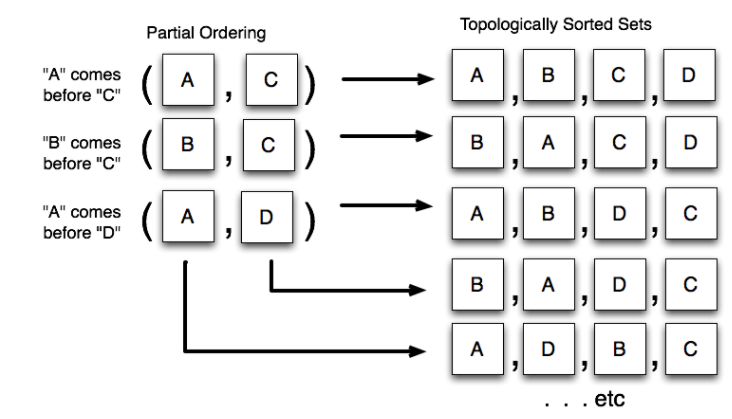 Partial Ordering
Topologically Sorted Sets
"A" comes
before "C"
( A , C )
A , B , C , D
"B" comes
before "C"
( B , C )
B , A , C , D
"A" comes
before "D"
( A , D )
A , B , D , C
B , A , D , C
A , D , B , C
. . . etc